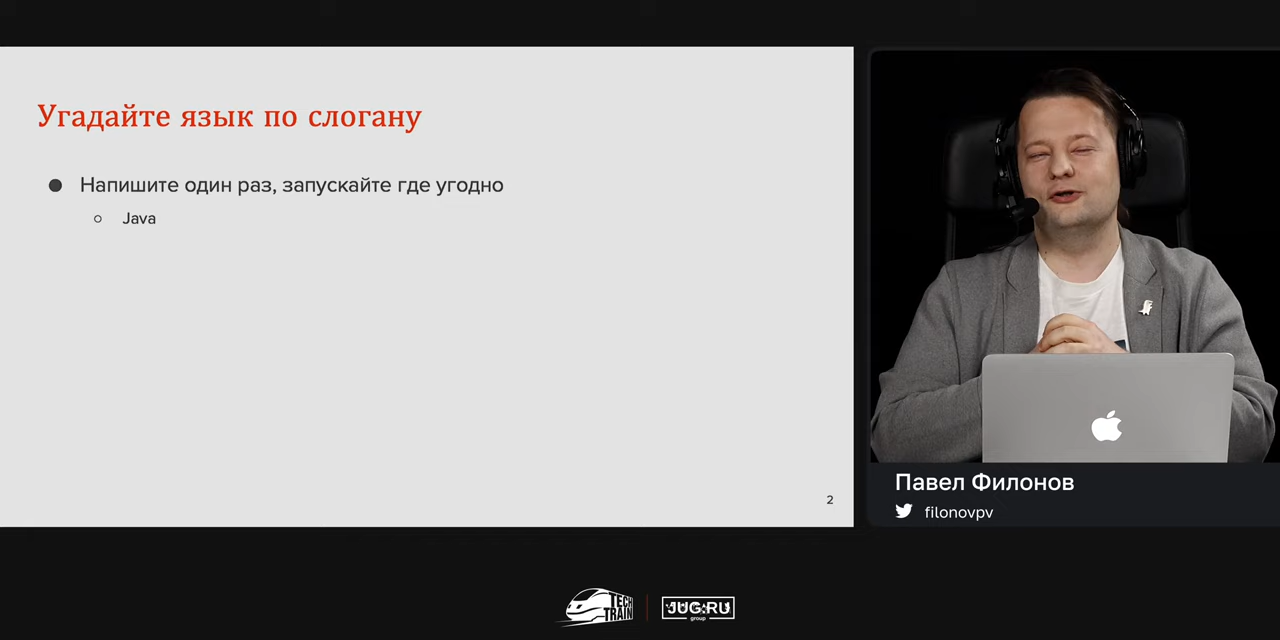 Угадайте язык по слогану
Напишите один раз, запускайте где угодно
Java
2
Павел Филонов
filonovpv
TECH
TRAIN
JUG.RU
group